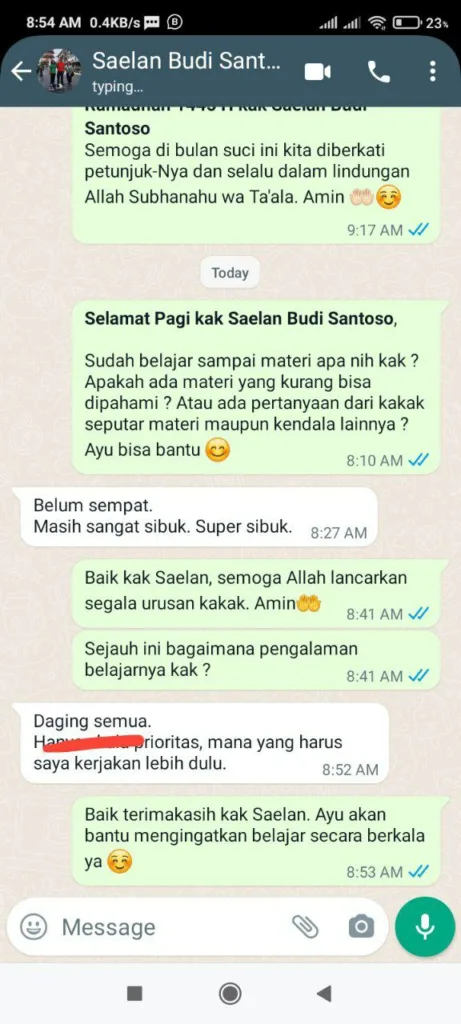 8:54 AM 0.4KB/s
23%
Saelan Budi Sant...
typing...
Santoso
Semoga di bulan suci ini kita diberkati
petunjuk-Nya dan selalu dalam lindungan
Allah Subhanahu wa Ta'ala. Amin 🤲🏻☺️
9:17 AM
Today
Selamat Pagi kak Saelan Budi Santoso,
Sudah belajar sampai materi apa nih kak ?
Apakah ada materi yang kurang bisa
dipahami ? Atau ada pertanyaan dari kakak
seputar materi maupun kendala lainnya ?
Ayu bisa bantu 😊
8:10 AM
Belum sempat.
Masih sangat sibuk. Super sibuk.
8:27 AM
Baik kak Saelan, semoga Allah lancarkan
segala urusan kakak. Amin🤲
8:41 AM
Sejauh ini bagaimana pengalaman
belajarnya kak ?
8:41 AM
Daging semua.
prioritas, mana yang harus
saya kerjakan lebih dulu.
8:52 AM
Baik terimakasih kak Saelan. Ayu akan
bantu mengingatkan belajar secara berkala
ya ☺️
8:53 AM
Message